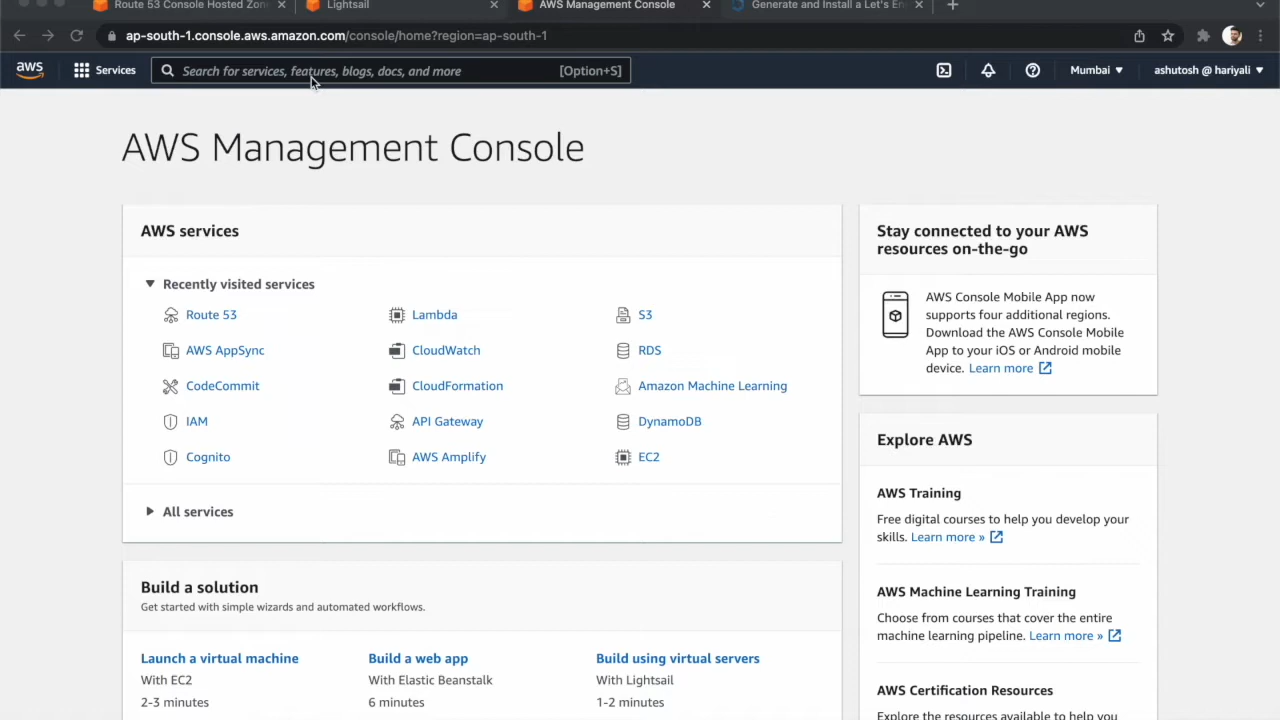 Route 53 Console Hosted Zon
Lightsail
AWS Management Console
Generate and Install a Let's En
ap-south-1.console.aws.amazon.com/console/home?region=ap-south-1
aws
Services
Search for services, features, blogs, docs, and more
[Option+S]
Mumbai
ashutosh @ hariyali
AWS Management Console
AWS services
Recently visited services
Route 53
Lambda
S3
AWS AppSync
CloudWatch
RDS
CodeCommit
CloudFormation
Amazon Machine Learning
IAM
API Gateway
DynamoDB
Cognito
AWS Amplify
EC2
All services
Build a solution
Get started with simple wizards and automated workflows.
Launch a virtual machine
With EC2
2-3 minutes
Build a web app
With Elastic Beanstalk
6 minutes
Build using virtual servers
With Lightsail
1-2 minutes
Stay connected to your AWS
resources on-the-go
AWS Console Mobile App now
supports four additional regions.
Download the AWS Console Mobile
App to your iOS or Android mobile
device. Learn more
Explore AWS
AWS Training
Free digital courses to help you develop your
skills. Learn more »
AWS Machine Learning Training
Choose from courses that cover the entire
machine learning pipeline. Learn more »
AWS Certification Resources
Explore the resources available to help you